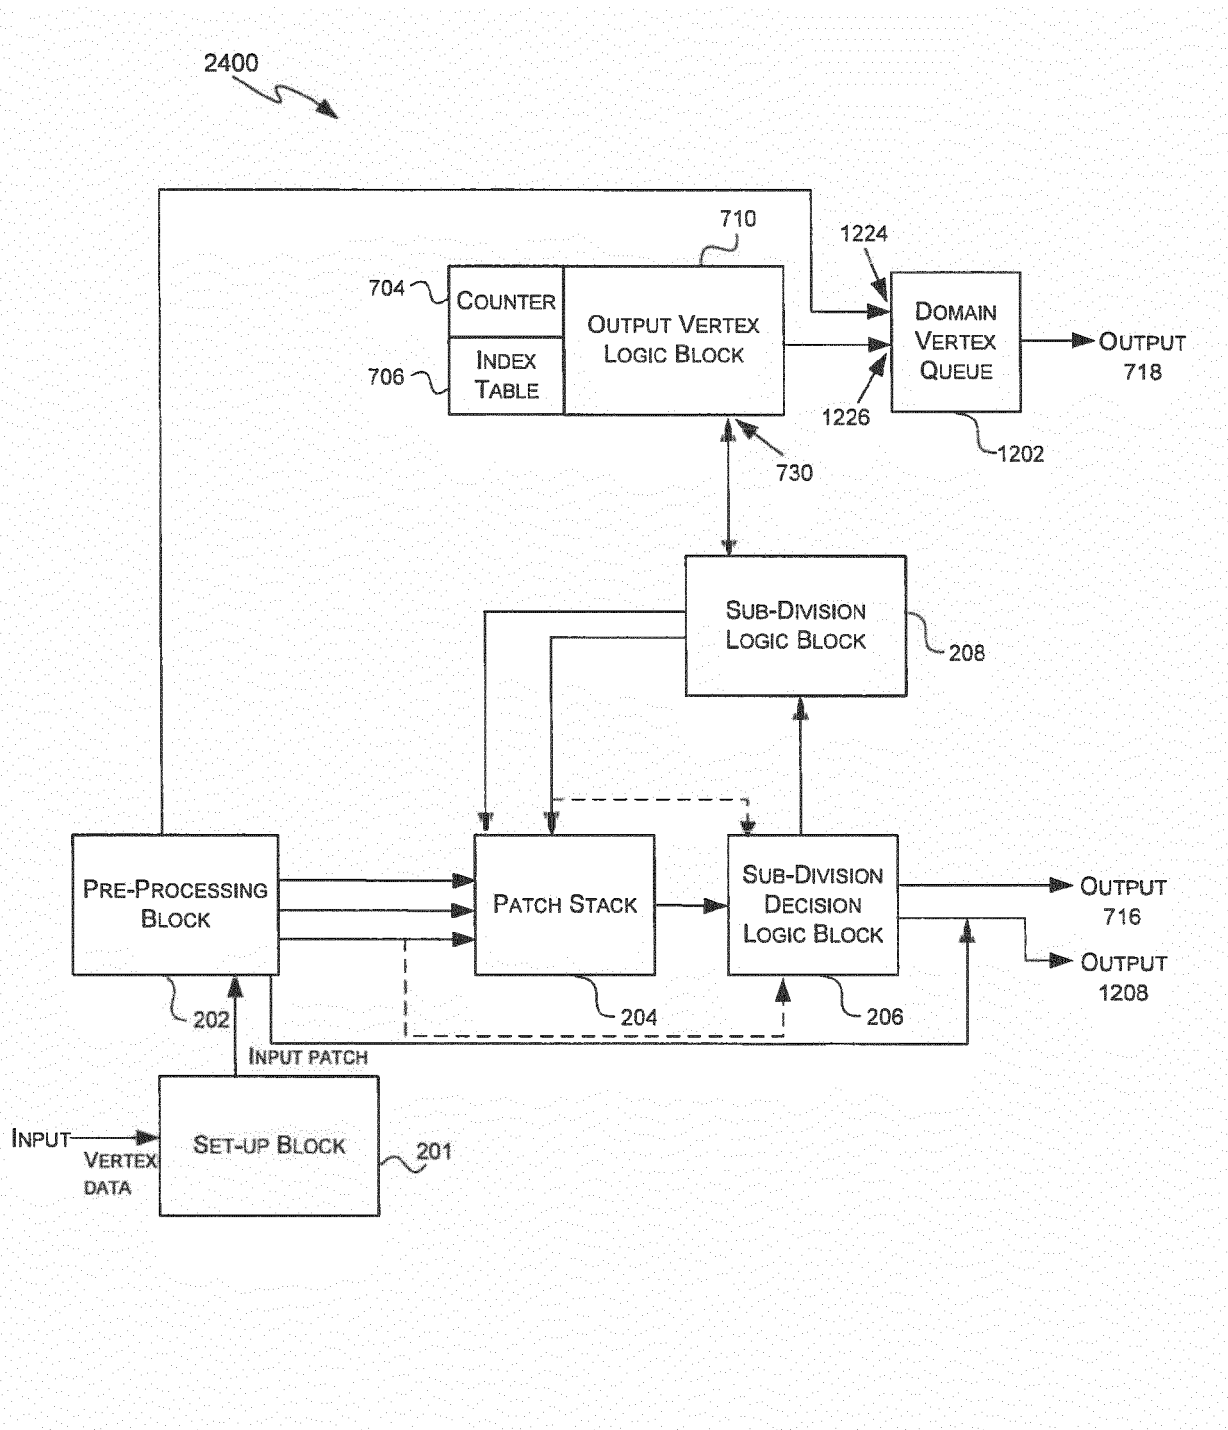 2400
710
1224
704
COUNTER
OUTPUT VERTEX
LOGIC BLOCK
DOMAIN
VERTEX
QUEUE
OUTPUT
718
706
INDEX
TABLE
1226
1202
730
SUB-DIVISION
LOGIC BLOCK
208
PRE-PROCESSING
BLOCK
PATCH STACK
SUB-DIVISION
DECISION
LOGIC BLOCK
OUTPUT
716
OUTPUT
1208
202
204
206
INPUT PATCH
INPUT
VERTEX
DATA
SET-UP BLOCK
201